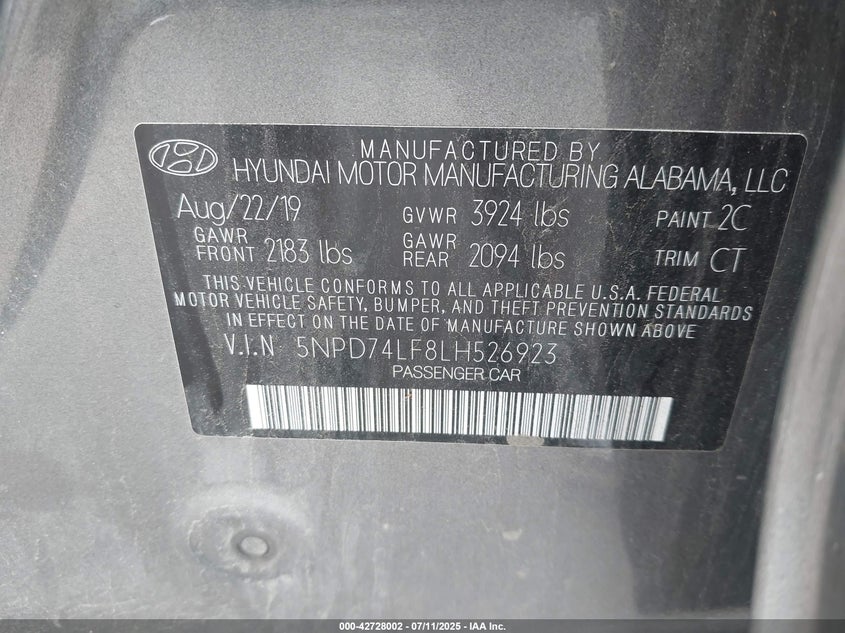 MANUFACTURED BY
HYUNDAI MOTOR MANUFACTURING ALABAMA, LLC
Aug/22/19 GVWR 3924 lbs PAINT 2C
GAWR FRONT 2183 lbs GAWR REAR 2094 lbs TRIM CT
THIS VEHICLE CONFORMS TO ALL APPLICABLE U.S.A. FEDERAL
MOTOR VEHICLE SAFETY, BUMPER, AND THEFT PREVENTION STANDARDS
IN EFFECT ON THE DATE OF MANUFACTURE SHOWN ABOVE
V.I.N 5NPD74LF8LH526923
PASSENGER CAR
000-42728002 - 07/11/2025 - IAA Inc.